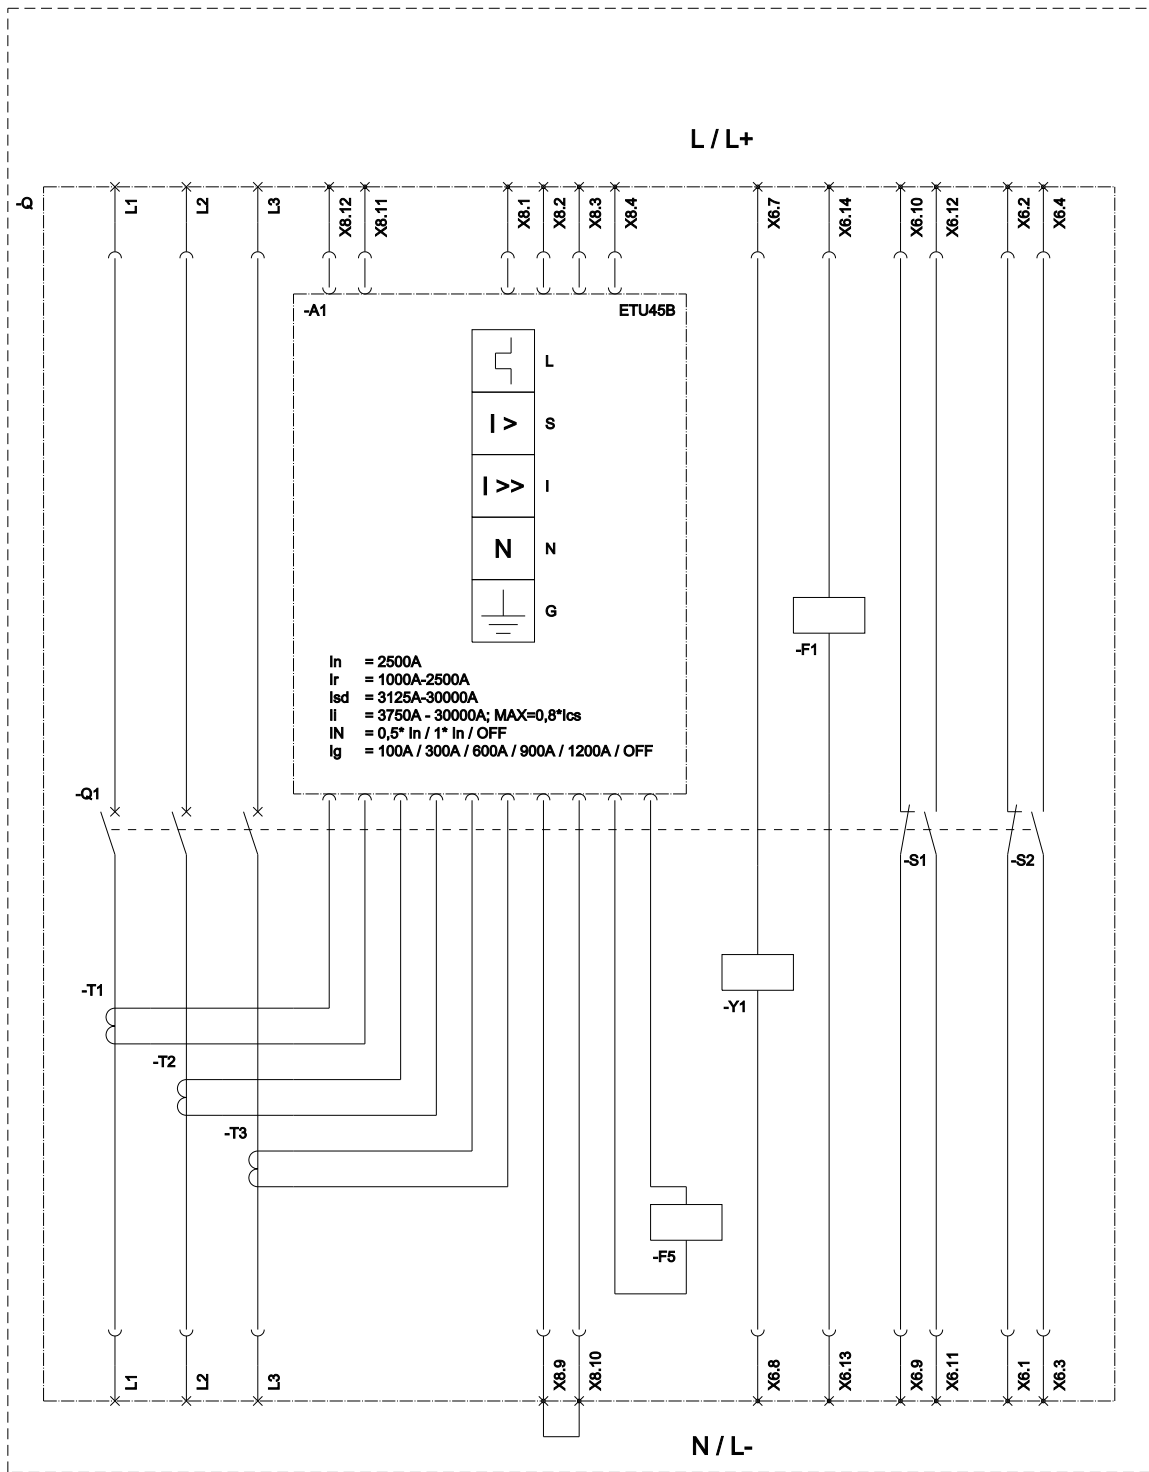 L / L+
-Q
L1
L2
L3
X8.12
X8.11
X8.1
X8.2
X8.3
X8.4
X6.7
X6.14
X6.10
X6.12
X6.2
X6.4
-A1
ETU45B
L
I >
S
I >>
I
N
N
G
In = 2500A
Ir = 1000A-2500A
Isd = 3125A-30000A
Ii = 3750A - 30000A; MAX=0,8*Ics
IN = 0,5* In / 1* In / OFF
Ig = 100A / 300A / 600A / 900A / 1200A / OFF
-F1
-Q1
-S1
-S2
-T1
-Y1
-T2
-T3
-F5
L1
L2
L3
X8.9
X8.10
X6.8
X6.13
X6.9
X6.11
X6.1
X6.3
N / L-